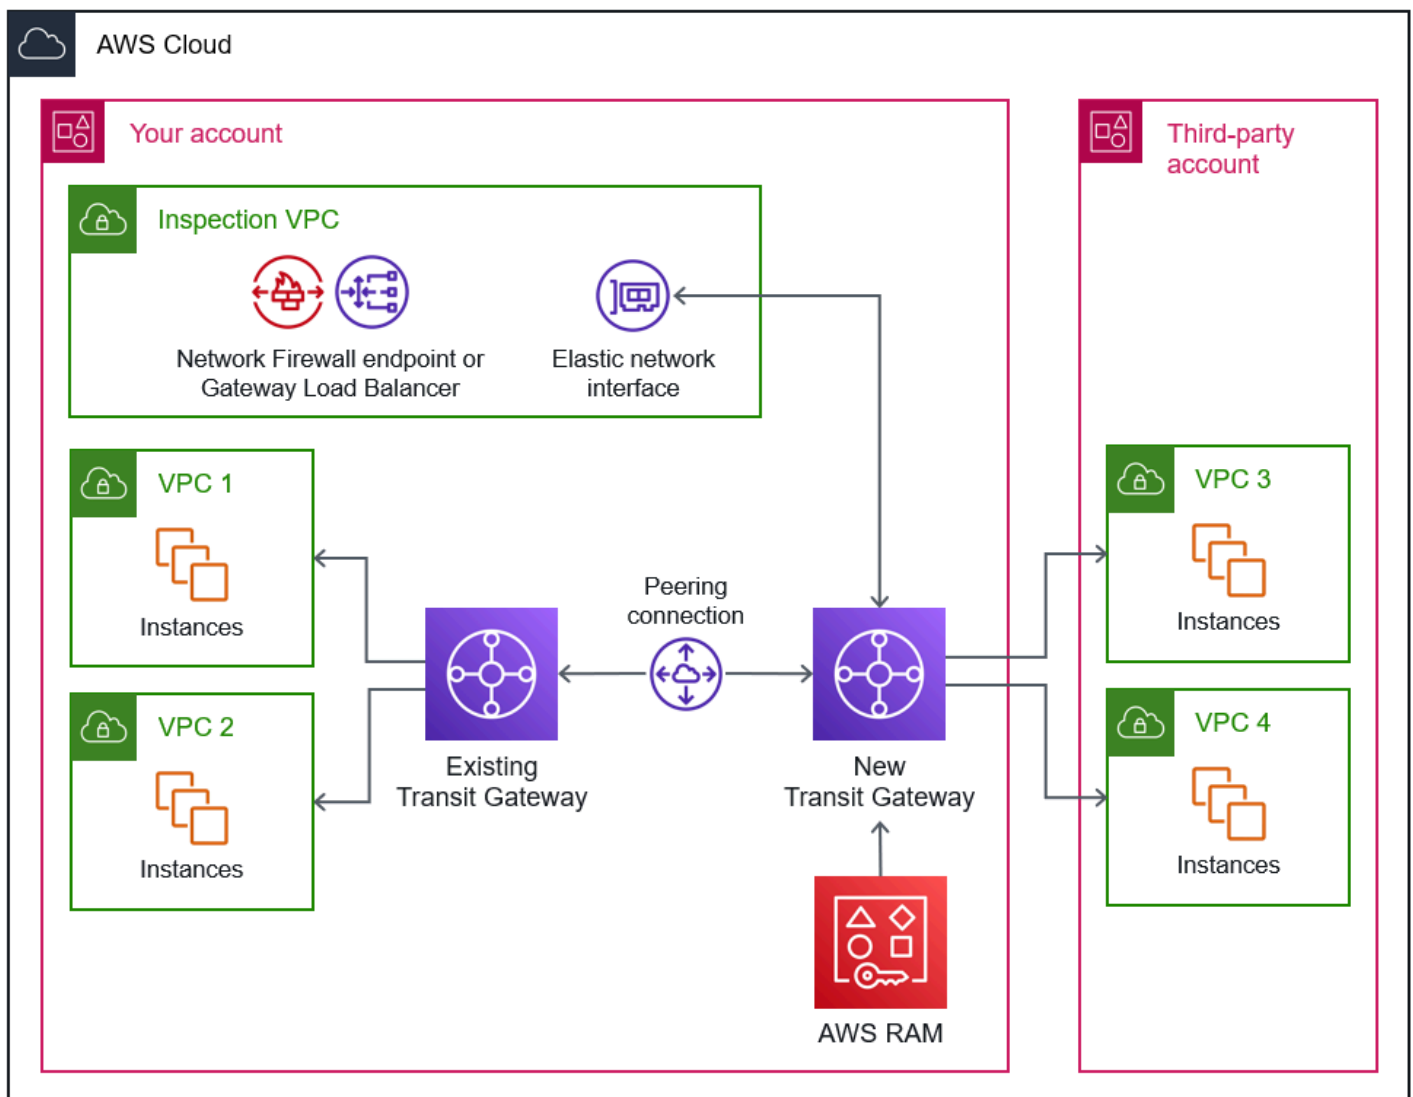 AWS Cloud
Your account
Third-party
account
Inspection VPC
Network Firewall endpoint or
Gateway Load Balancer
Elastic network
interface
VPC 1
Instances
VPC 2
Instances
Peering
connection
Existing
Transit Gateway
New
Transit Gateway
AWS RAM
VPC 3
Instances
VPC 4
Instances